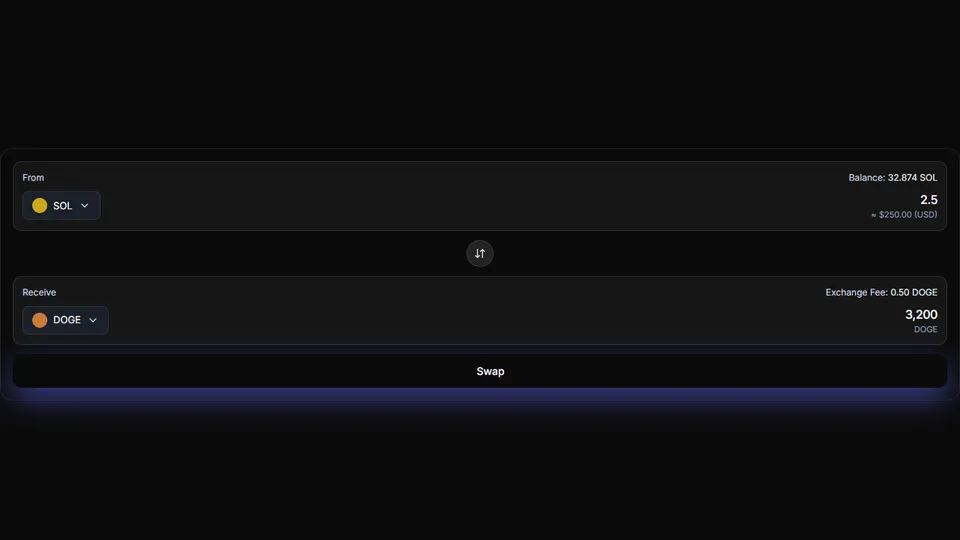 From
Balance: 32.874 SOL
SOL
2.5
≈ $250.00 (USD)
Receive
Exchange Fee: 0.50 DOGE
DOGE
3,200
DOGE
Swap